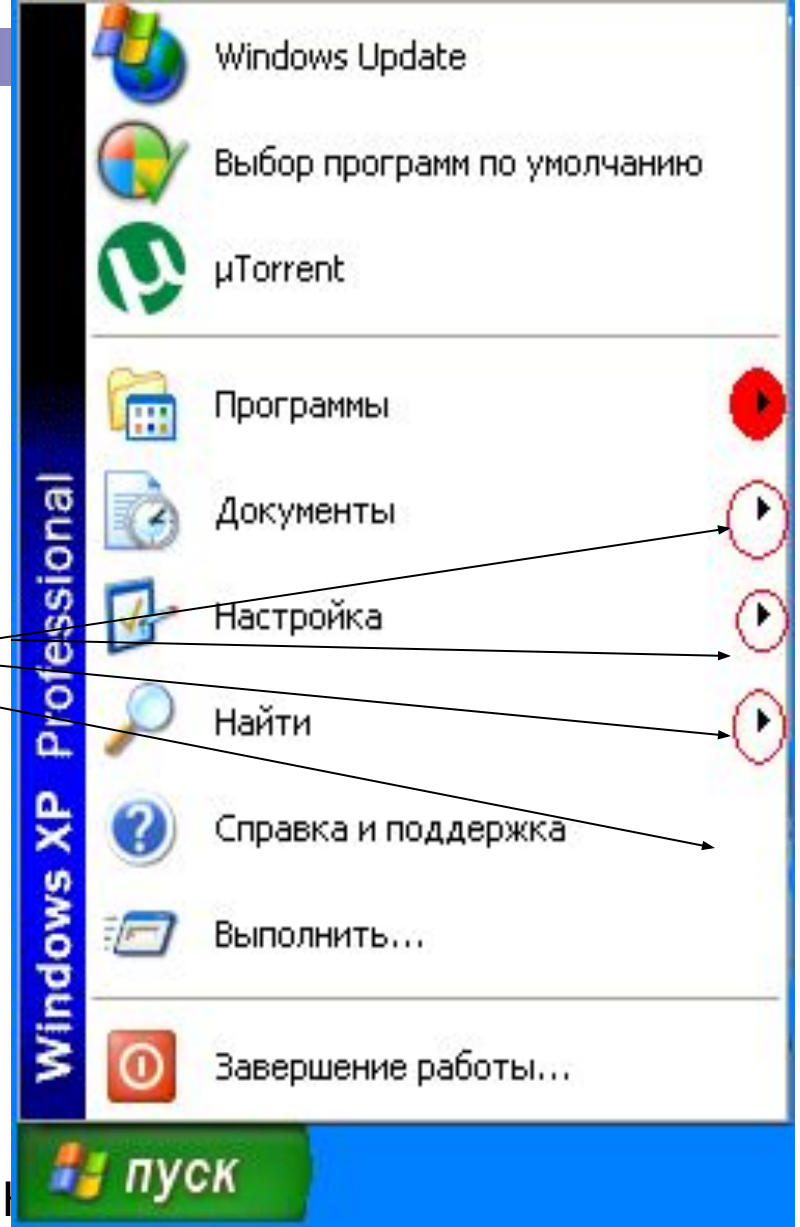 Windows Update
Выбор программ по умолчанию
µTorrent
Программы
Документы
Настройка
Найти
Справка и поддержка
Выполнить...
Завершение работы...
Windows XP Professional
пуск